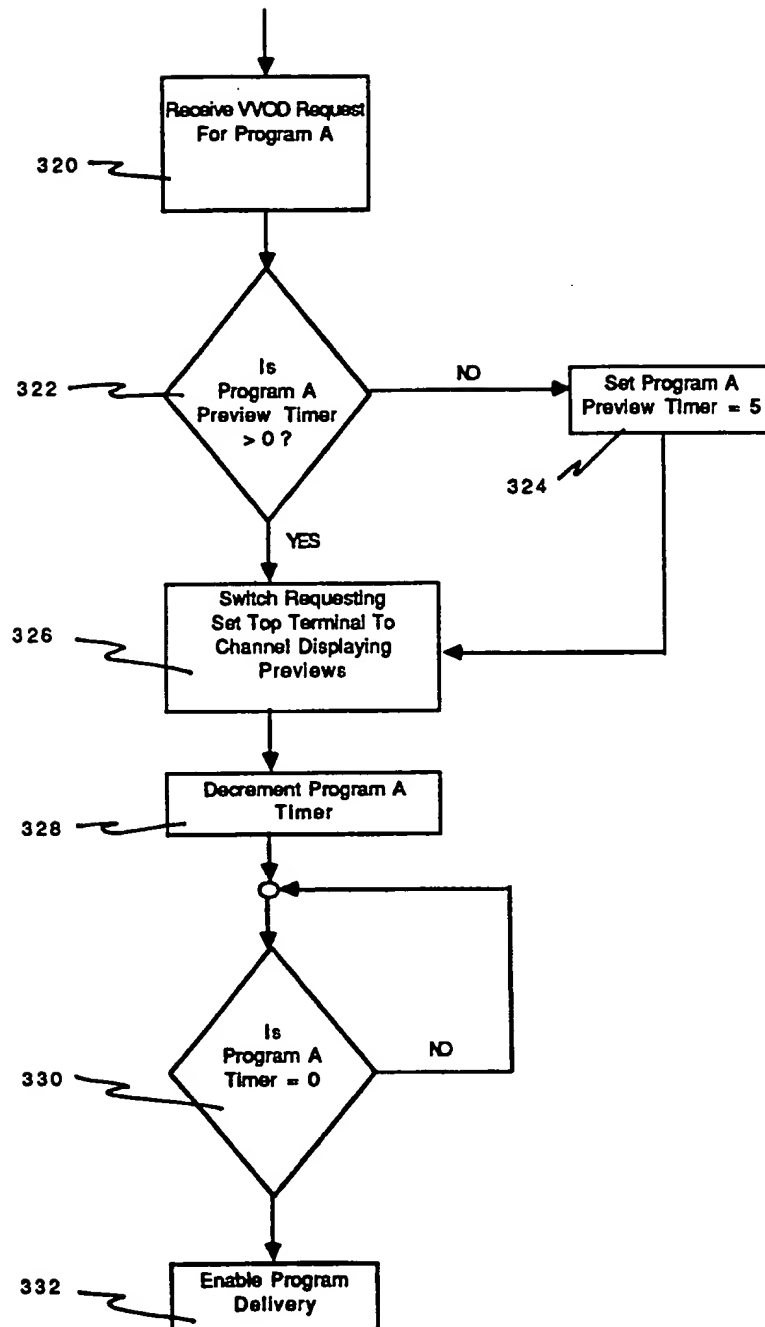 Receive VVOD Request
For Program A
320
Is
Program A
Preview Timer
> 0 ?
322
NO
Set Program A
Preview Timer = 5
324
YES
Switch Requesting
Set Top Terminal To
Channel Displaying
Previews
326
Decrement Program A
Timer
328
Is
Program A
Timer = 0
NO
330
Enable Program
Delivery
332